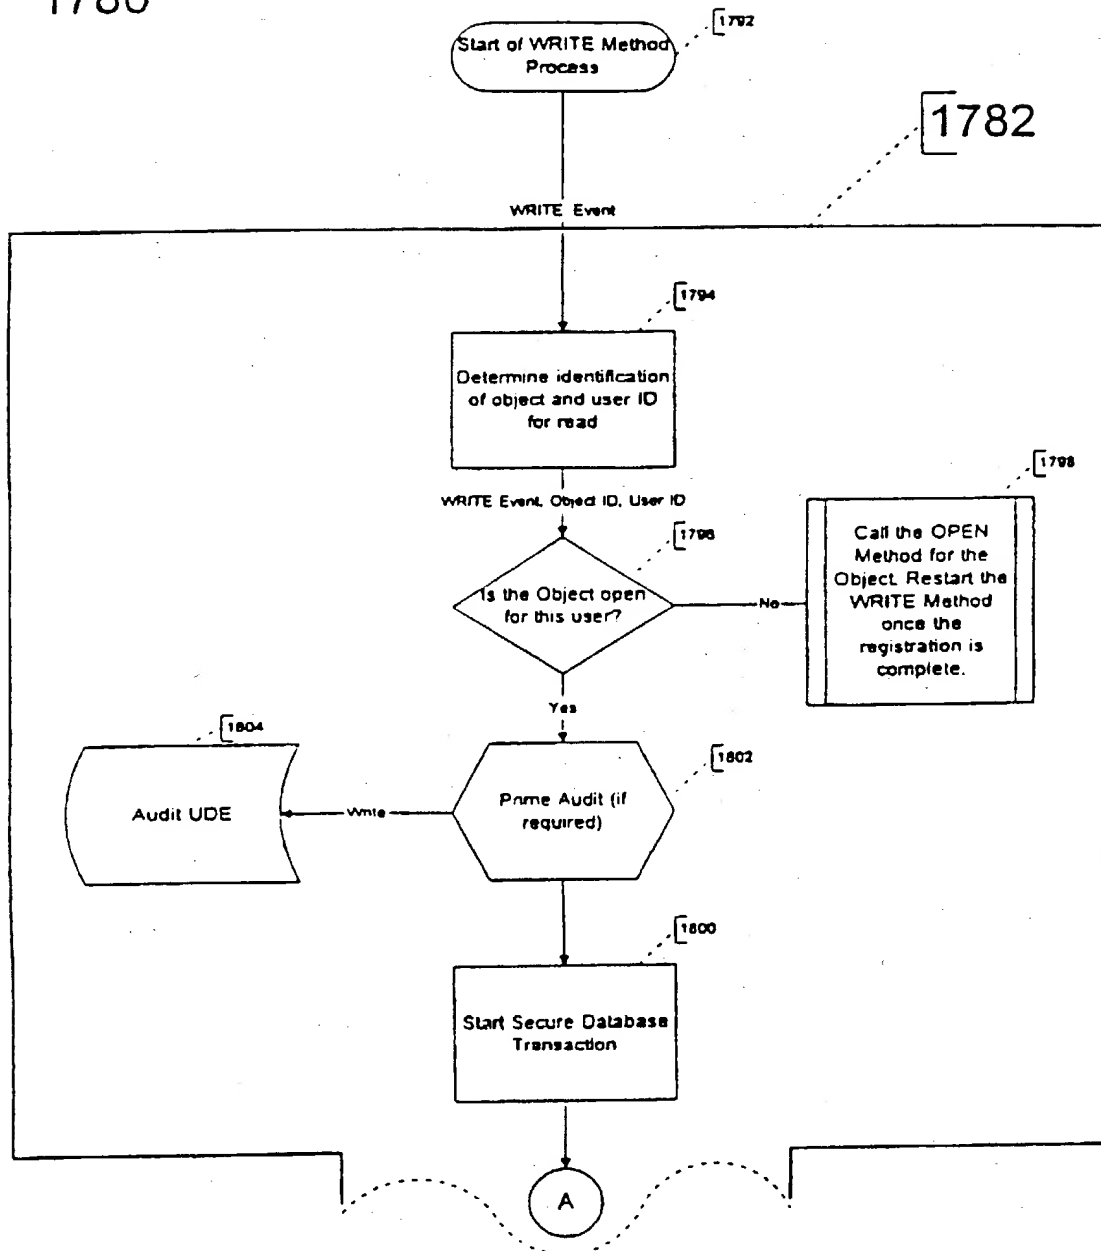 1780
Start of WRITE Method
Process
1792
1782
WRITE Event
1794
Determine identification
of object and user ID
for read
WRITE Event, Object ID, User ID
1796
1798
Is the Object open
for this user?
No
Call the OPEN
Method for the
Object. Restart the
WRITE Method
once the
registration is
complete.
Yes
1804
1802
Audit UDE
Write
Prime Audit (if
required)
1800
Start Secure Database
Transaction
A